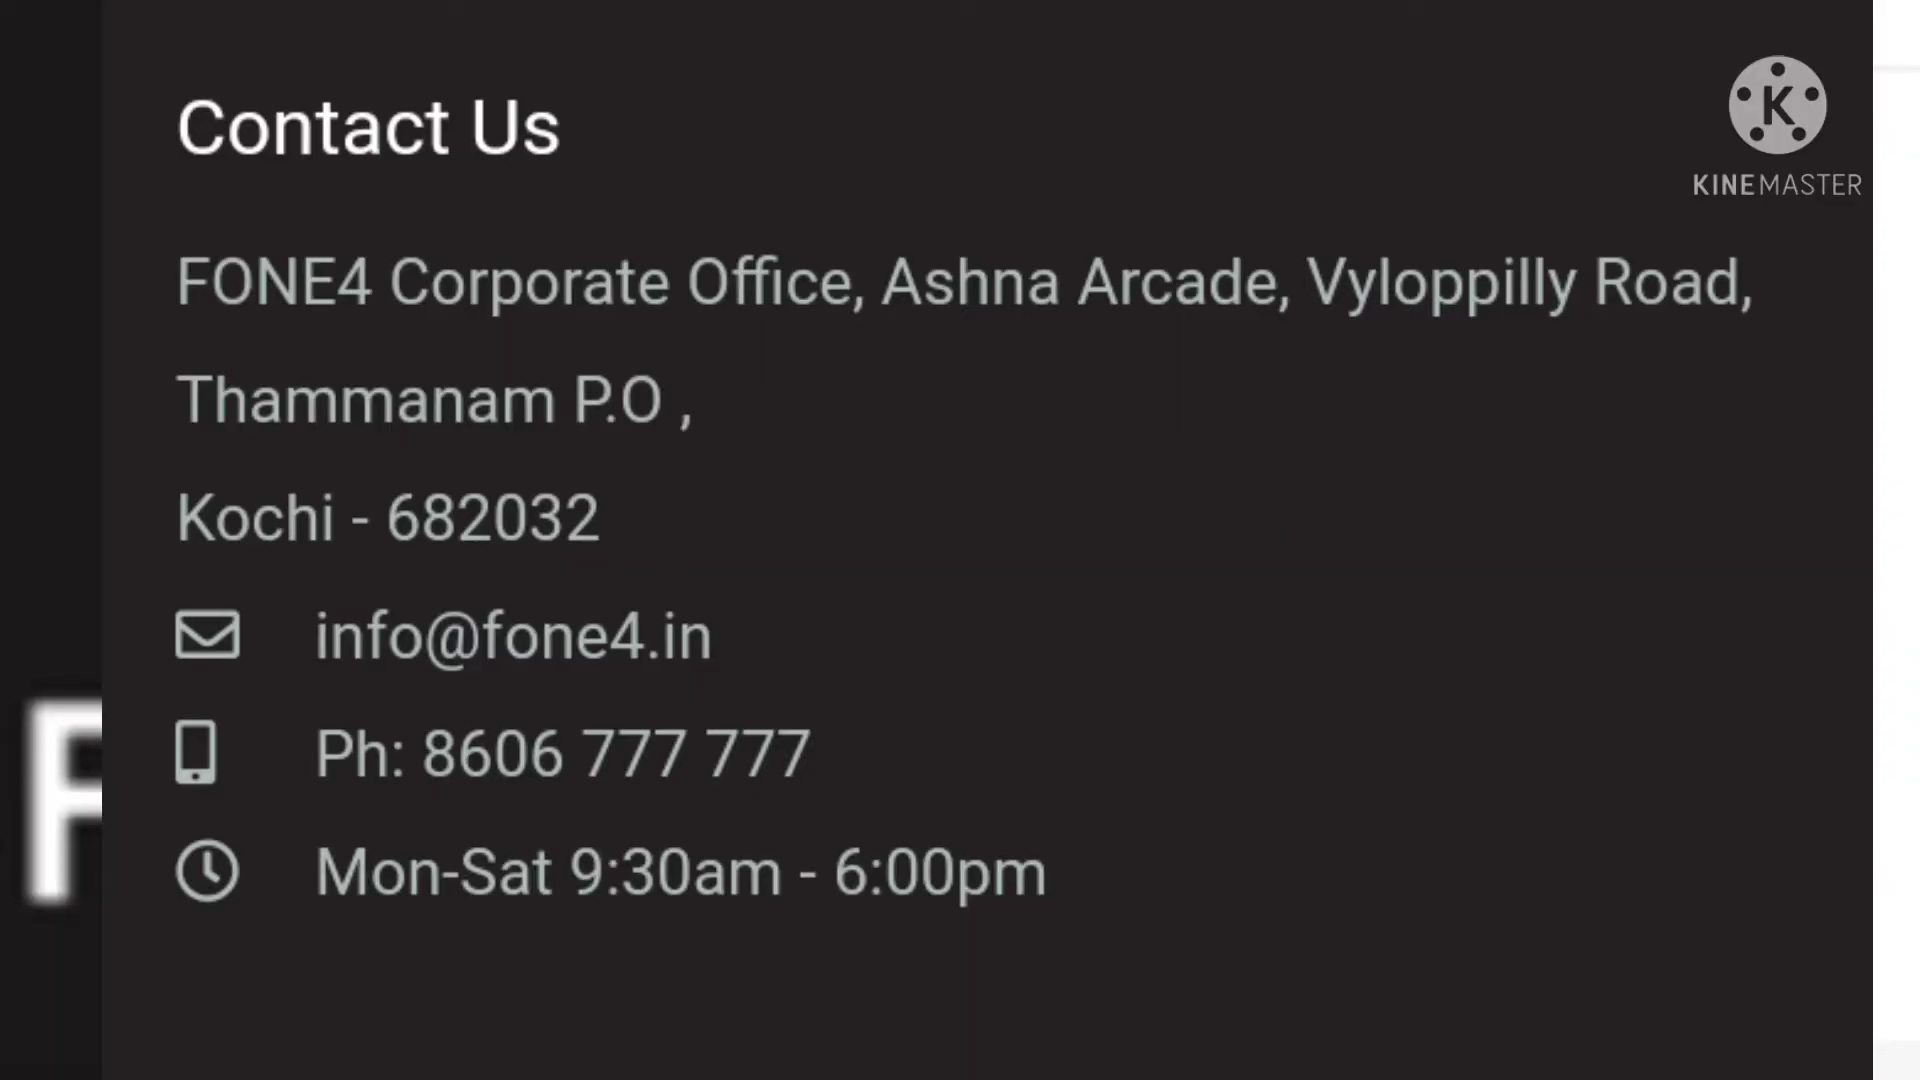 Contact Us
K
KINEMASTER
FONE4 Corporate Office, Ashna Arcade, Vyloppilly Road,
Thammanam P.O ,
Kochi - 682032
info@fone4.in
Ph: 8606 777 777
Mon-Sat 9:30am - 6:00pm
F